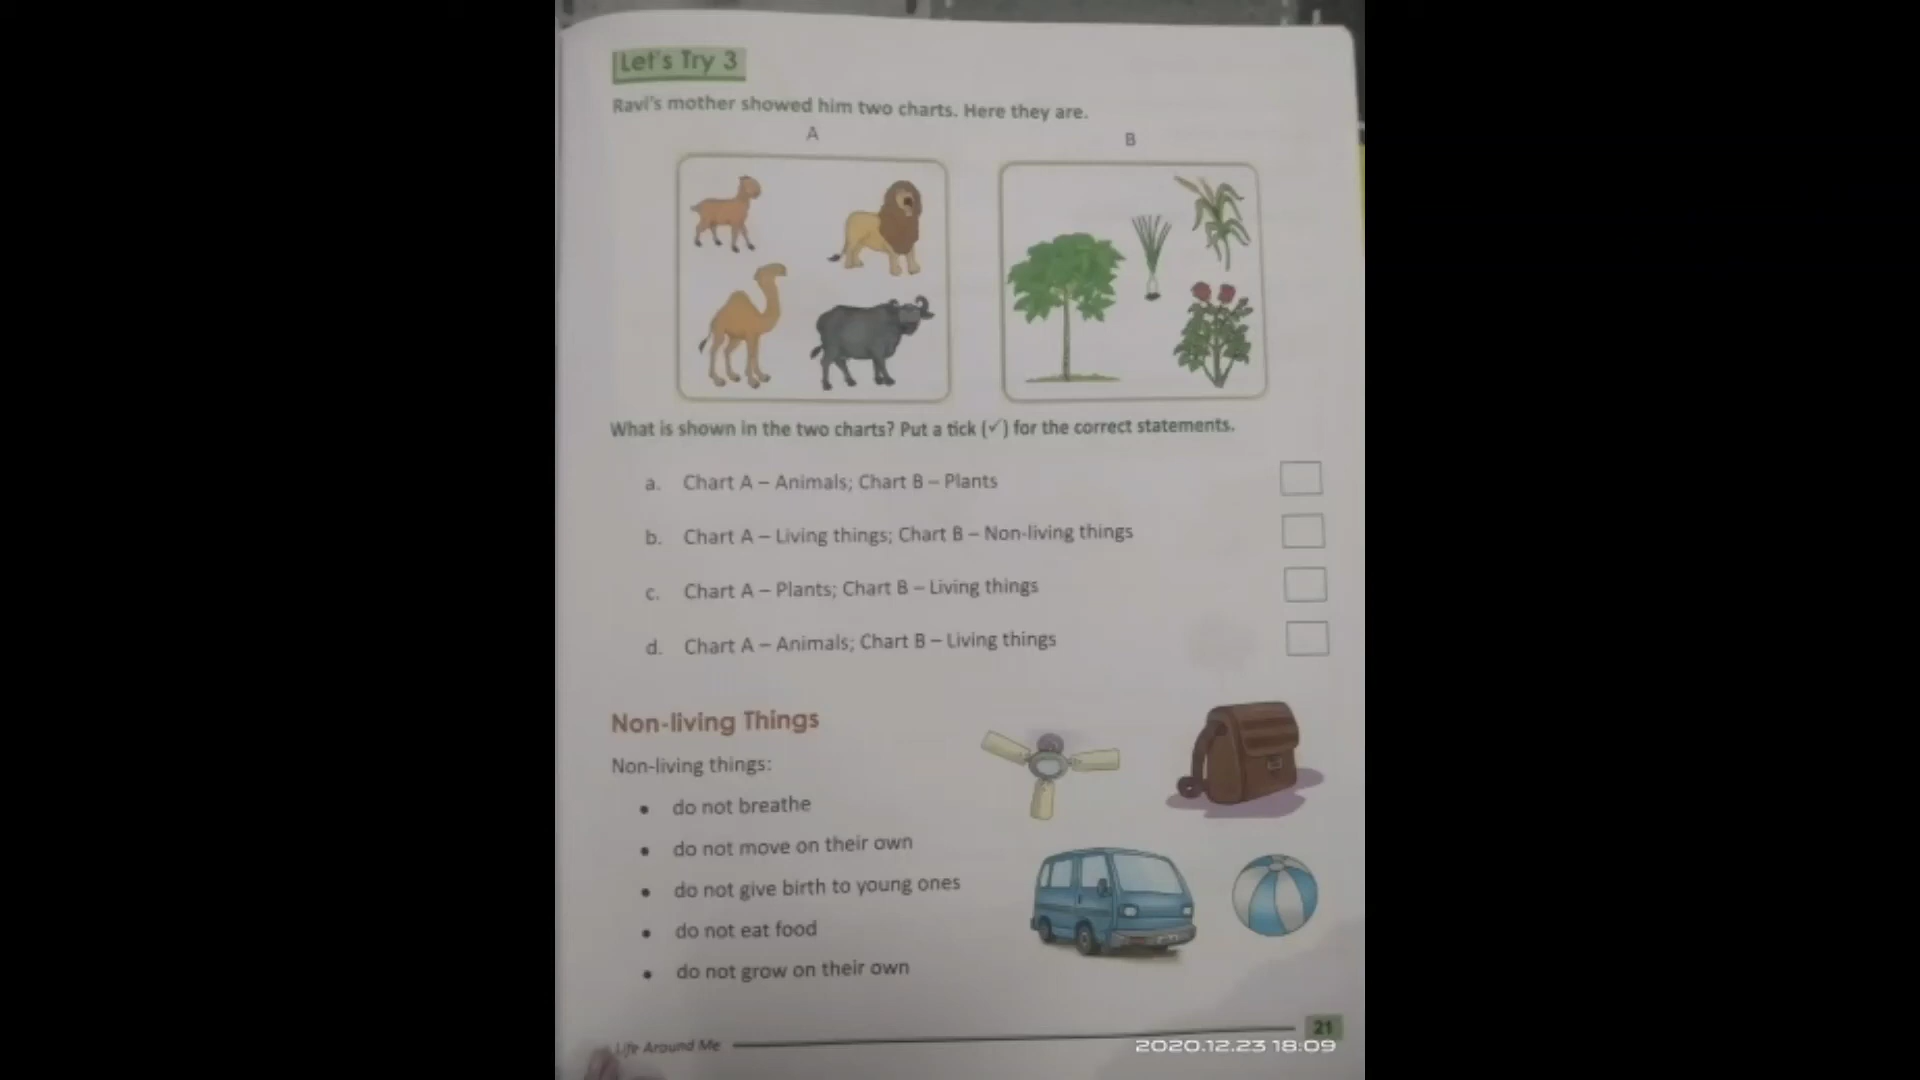 Let's Try 3
Ravi's mother showed him two charts. Here they are.
A
B
What is shown in the two charts? Put a tick (✓) for the correct statements.
a. Chart A – Animals; Chart B – Plants
b. Chart A – Living things; Chart B – Non-living things
c. Chart A – Plants; Chart B – Living things
d. Chart A – Animals; Chart B – Living things
Non-living Things
Non-living things:
• do not breathe
• do not move on their own
• do not give birth to young ones
• do not eat food
• do not grow on their own
Life Around Me
21
2020.12.23 18:09